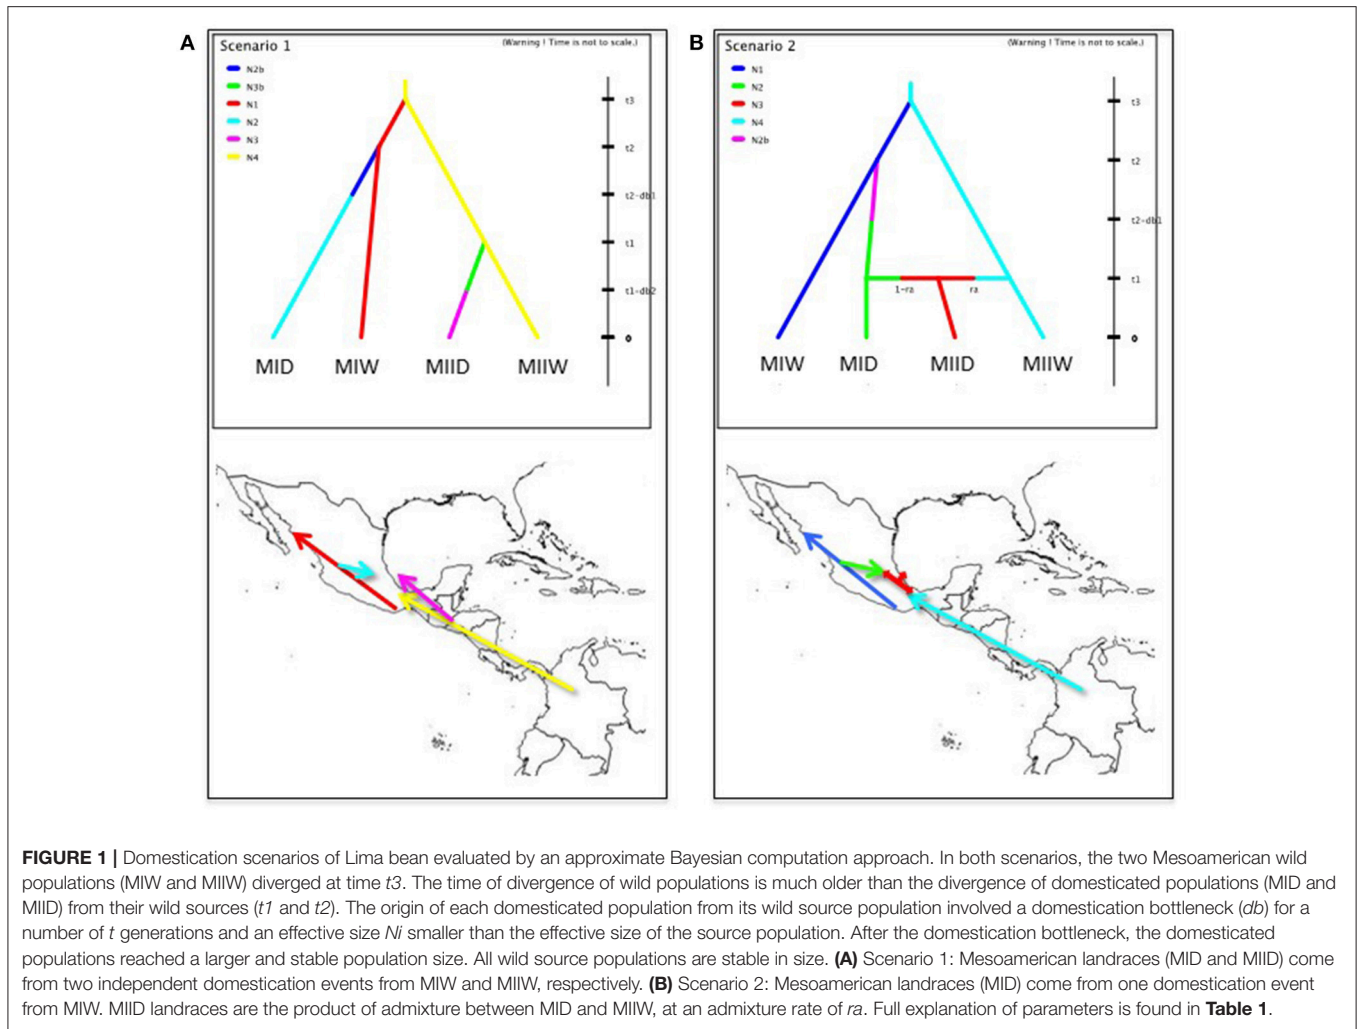 A
Scenario 1
(Warning ! Time is not to scale.)
N2b
N3b
N1
N2
N3
N4
t3
t2
t2-db1
t1
t1-db2
0
MID
MIW
MIID
MIIW
B
Scenario 2
(Warning ! Time is not to scale.)
N1
N2
N3
N4
N2b
t3
t2
t2-db1
t1
0
1-ra
ra
MIW
MID
MIID
MIIW
FIGURE 1 | Domestication scenarios of Lima bean evaluated by an approximate Bayesian computation approach. In both scenarios, the two Mesoamerican wild
populations (MIW and MIIW) diverged at time t3. The time of divergence of wild populations is much older than the divergence of domesticated populations (MID and
MIID) from their wild sources (t1 and t2). The origin of each domesticated population from its wild source population involved a domestication bottleneck (db) for a
number of t generations and an effective size Ni smaller than the effective size of the source population. After the domestication bottleneck, the domesticated
populations reached a larger and stable population size. All wild source populations are stable in size. (A) Scenario 1: Mesoamerican landraces (MID and MIID) come
from two independent domestication events from MIW and MIIW, respectively. (B) Scenario 2: Mesoamerican landraces (MID) come from one domestication event
from MIW. MIID landraces are the product of admixture between MID and MIIW, at an admixture rate of ra. Full explanation of parameters is found in Table 1.